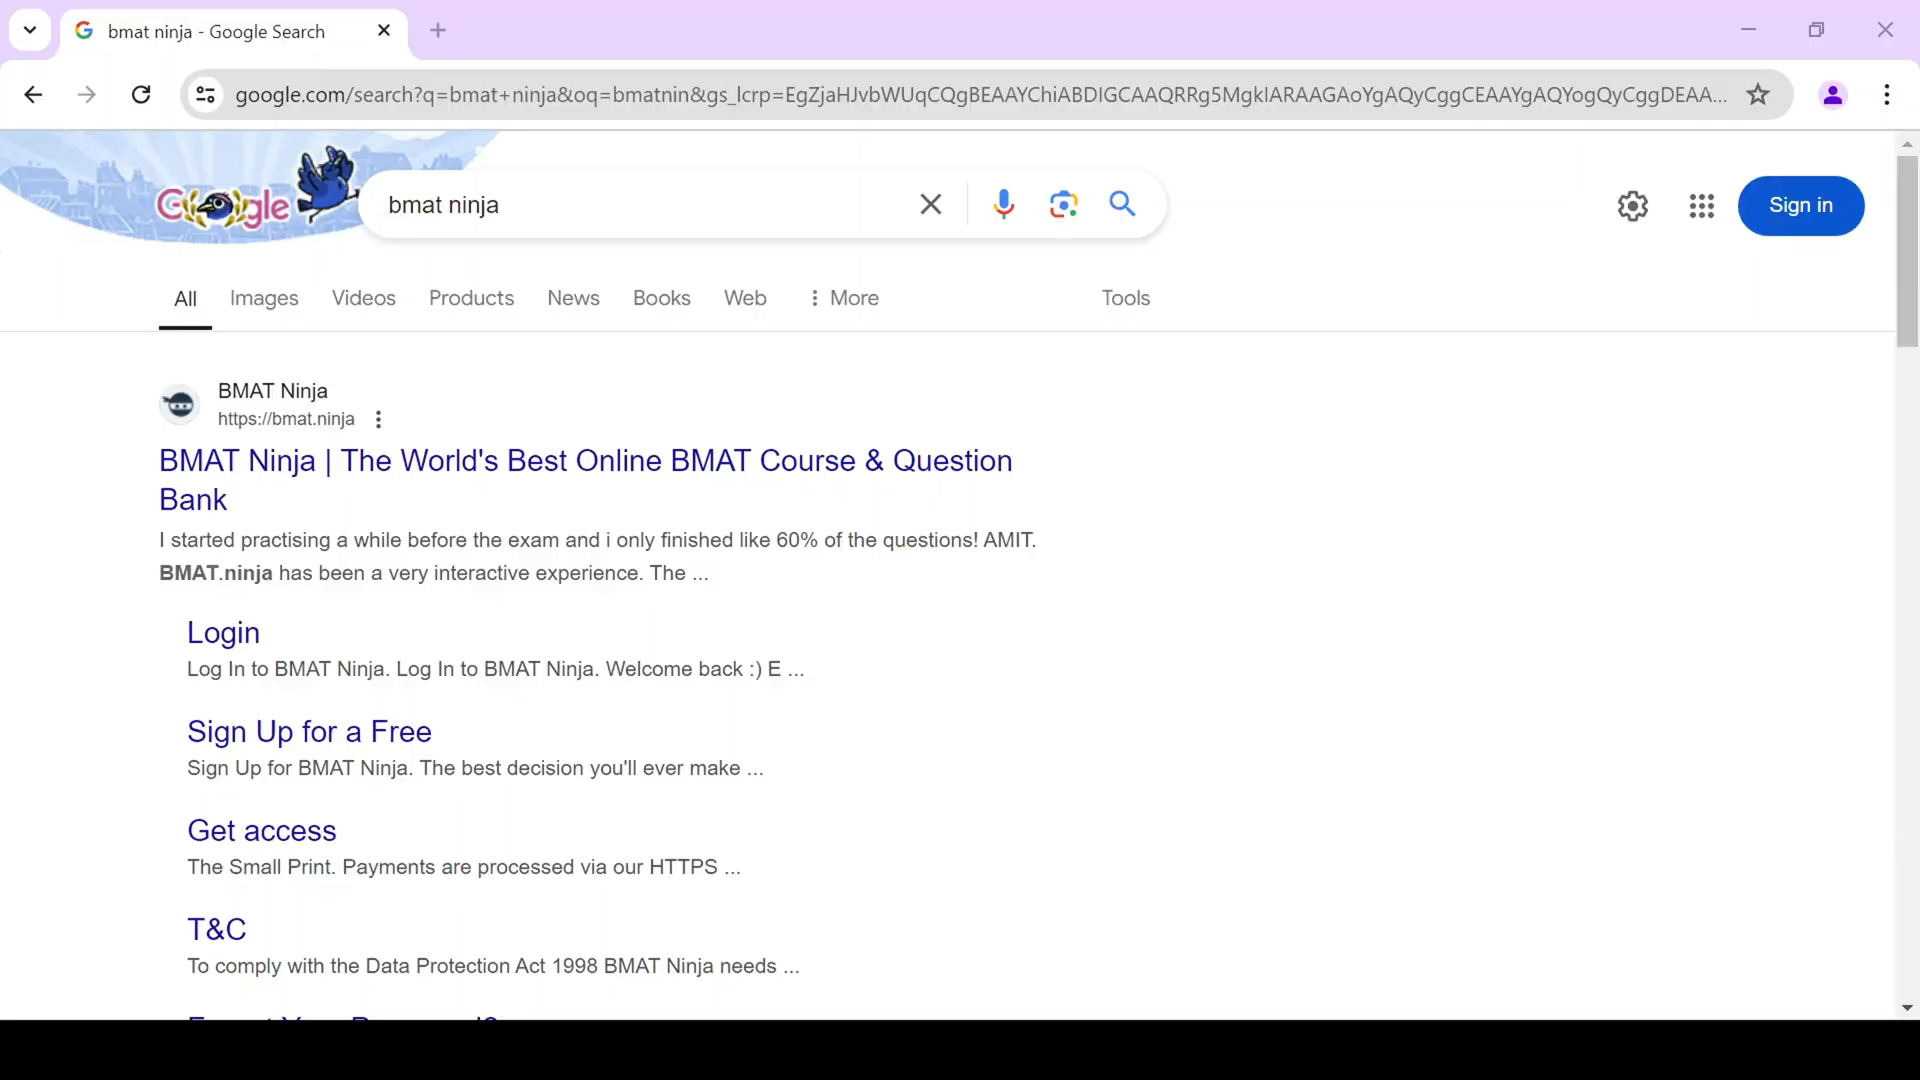 bmat ninja - Google Search
google.com/search?q=bmat+ninja&oq=bmatnin&gs_lcrp=EgZjaHJvbWUqCQgBEAAYChiABDIGCAAQRRg5MgkIARAAGAoYgAQyCggCEAAYgAQYogQyCggDEAA...
Google
bmat ninja
Sign in
All Images Videos Products News Books Web More Tools
BMAT Ninja
https://bmat.ninja
BMAT Ninja | The World's Best Online BMAT Course & Question
Bank
I started practising a while before the exam and i only finished like 60% of the questions! AMIT.
BMAT.ninja has been a very interactive experience. The ...
Login
Log In to BMAT Ninja. Log In to BMAT Ninja. Welcome back :) E ...
Sign Up for a Free
Sign Up for BMAT Ninja. The best decision you'll ever make ...
Get access
The Small Print. Payments are processed via our HTTPS ...
T&C
To comply with the Data Protection Act 1998 BMAT Ninja needs ...